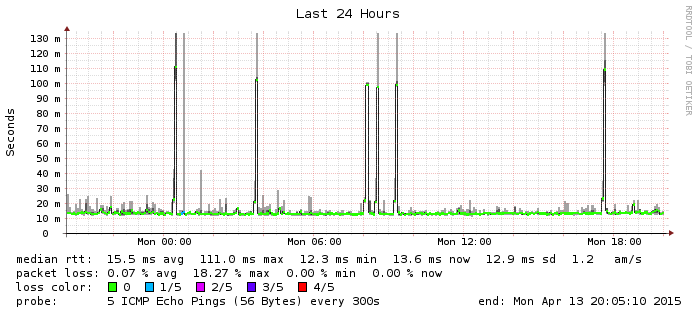 Last 24 Hours
RRDTOOL / TOBI OETIKER
Seconds
130 m
120 m
110 m
100 m
90 m
80 m
70 m
60 m
50 m
40 m
30 m
20 m
10 m
0
Mon 00:00 Mon 06:00 Mon 12:00 Mon 18:00
median rtt: 15.5 ms avg 111.0 ms max 12.3 ms min 13.6 ms now 12.9 ms sd 1.2 am/s
packet loss: 0.07 % avg 18.27 % max 0.00 % min 0.00 % now
loss color: 0 1/5 2/5 3/5 4/5
probe: 5 ICMP Echo Pings (56 Bytes) every 300s end: Mon Apr 13 20:05:10 2015